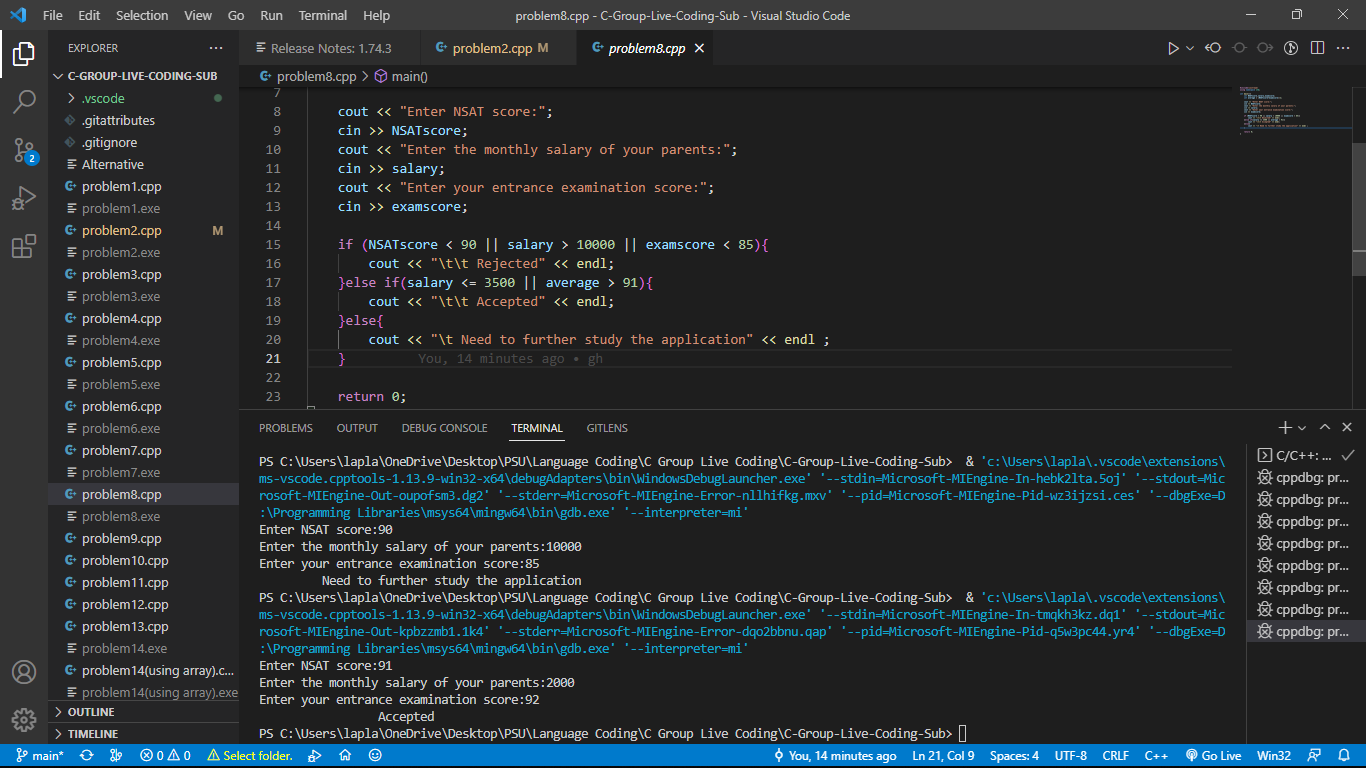 File Edit Selection View Go Run Terminal Help
problem8.cpp - C-Group-Live-Coding-Sub - Visual Studio Code
EXPLORER
C-GROUP-LIVE-CODING-SUB
.vscode
.gitattributes
.gitignore
Alternative
problem1.cpp
problem1.exe
problem2.cpp M
problem2.exe
problem3.cpp
problem3.exe
problem4.cpp
problem4.exe
problem5.cpp
problem5.exe
problem6.cpp
problem6.exe
problem7.cpp
problem7.exe
problem8.cpp
problem8.exe
problem9.cpp
problem10.cpp
problem11.cpp
problem12.cpp
problem13.cpp
problem14.exe
problem14(using array).c...
problem14(using array).exe
OUTLINE
TIMELINE
2
Release Notes: 1.74.3
problem2.cpp M
problem8.cpp
problem8.cpp > main()
7
8 cout << "Enter NSAT score:";
9 cin >> NSATscore;
10 cout << "Enter the monthly salary of your parents:";
11 cin >> salary;
12 cout << "Enter your entrance examination score:";
13 cin >> examscore;
14
15 if (NSATscore < 90 || salary > 10000 || examscore < 85){
16 cout << "\t\t Rejected" << endl;
17 }else if(salary <= 3500 || average > 91){
18 cout << "\t\t Accepted" << endl;
19 }else{
20 cout << "\t Need to further study the application" << endl ;
21 } You, 14 minutes ago • gh
22
23 return 0;
PROBLEMS OUTPUT DEBUG CONSOLE TERMINAL GITLENS
PS C:\Users\lapla\OneDrive\Desktop\PSU\Language Coding\C Group Live Coding\C-Group-Live-Coding-Sub> & 'c:\Users\lapla\.vscode\extensions\
ms-vscode.cpptools-1.13.9-win32-x64\debugAdapters\bin\WindowsDebugLauncher.exe' '--stdin=Microsoft-MIEngine-In-hebk2lta.5oj' '--stdout=Mic
rosoft-MIEngine-Out-oupofsm3.dg2' '--stderr=Microsoft-MIEngine-Error-nllhifkg.mxv' '--pid=Microsoft-MIEngine-Pid-wz3ijzsi.ces' '--dbgExe=D
:\Programming Libraries\msys64\mingw64\bin\gdb.exe' '--interpreter=mi'
Enter NSAT score:90
Enter the monthly salary of your parents:10000
Enter your entrance examination score:85
Need to further study the application
PS C:\Users\lapla\OneDrive\Desktop\PSU\Language Coding\C Group Live Coding\C-Group-Live-Coding-Sub> & 'c:\Users\lapla\.vscode\extensions\
ms-vscode.cpptools-1.13.9-win32-x64\debugAdapters\bin\WindowsDebugLauncher.exe' '--stdin=Microsoft-MIEngine-In-tmqkh3kz.dq1' '--stdout=Mic
rosoft-MIEngine-Out-kpbzzmb1.1k4' '--stderr=Microsoft-MIEngine-Error-dqo2bbnu.qap' '--pid=Microsoft-MIEngine-Pid-q5w3pc44.yr4' '--dbgExe=D
:\Programming Libraries\msys64\mingw64\bin\gdb.exe' '--interpreter=mi'
Enter NSAT score:91
Enter the monthly salary of your parents:2000
Enter your entrance examination score:92
Accepted
PS C:\Users\lapla\OneDrive\Desktop\PSU\Language Coding\C Group Live Coding\C-Group-Live-Coding-Sub>
C/C++: ...
cppdbg: pr...
cppdbg: pr...
cppdbg: pr...
cppdbg: pr...
cppdbg: pr...
cppdbg: pr...
cppdbg: pr...
cppdbg: pr...
main* 0 0 Select folder. You, 14 minutes ago Ln 21, Col 9 Spaces: 4 UTF-8 CRLF C++ Go Live Win32